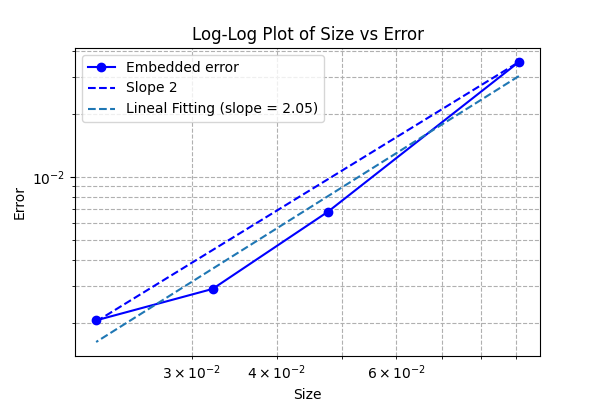 Log-Log Plot of Size vs Error
Embedded error
Slope 2
Lineal Fitting (slope = 2.05)
10⁻²
Error
3 × 10⁻² 4 × 10⁻² 6 × 10⁻²
Size